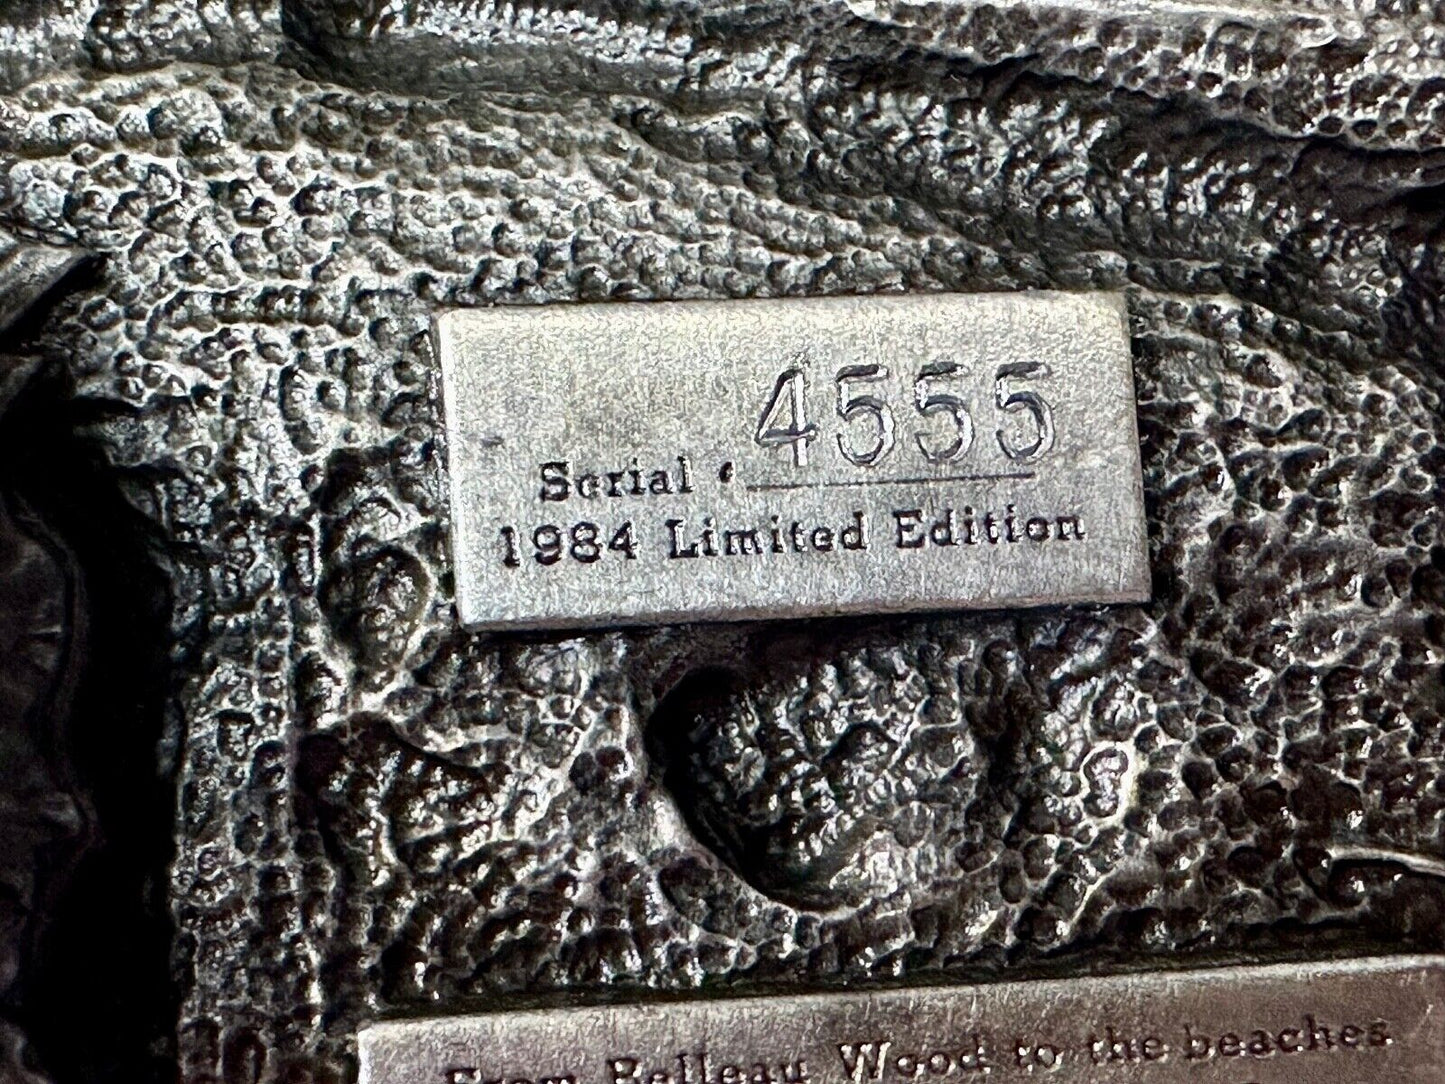 Serial • 4555
1984 Limited Edition
From Belleau Wood to the beaches